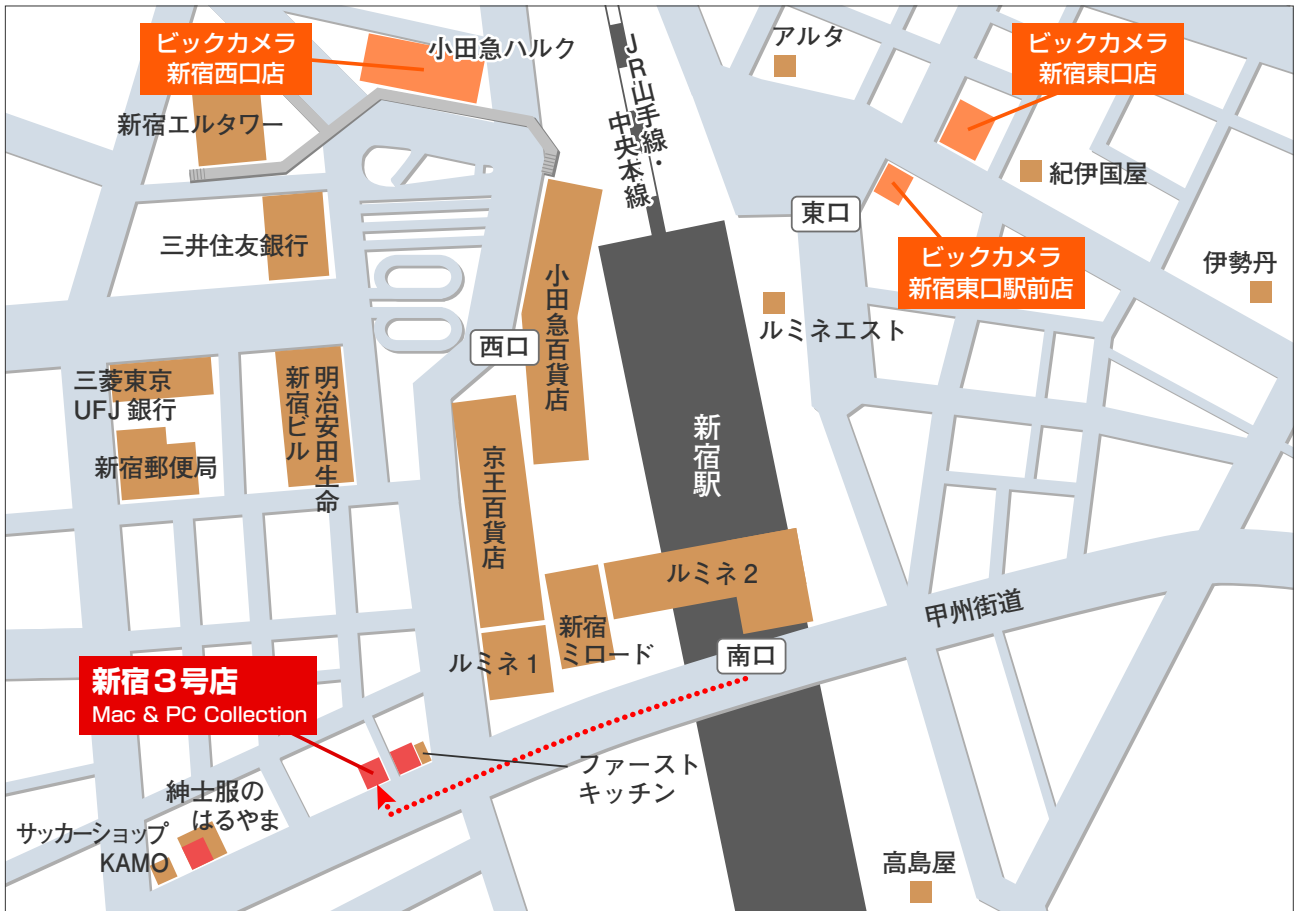 ビックカメラ
新宿西口店
小田急ハルク
JR山手線・
中央本線
アルタ
ビックカメラ
新宿東口店
新宿エルタワー
紀伊国屋
東口
三井住友銀行
ビックカメラ
新宿東口駅前店
伊勢丹
小田急百貨店
ルミネエスト
西口
三菱東京
UFJ 銀行
明治安田生命
新宿ビル
新宿郵便局
京王百貨店
新宿駅
ルミネ 2
甲州街道
新宿
ミロード
ルミネ 1
南口
新宿3号店
Mac & PC Collection
ファースト
キッチン
紳士服の
はるやま
サッカーショップ
KAMO
高島屋